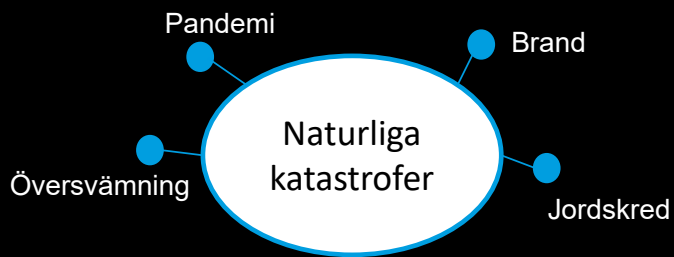 Pandemi
Brand
Naturliga
katastrofer
Översvämning
Jordskred